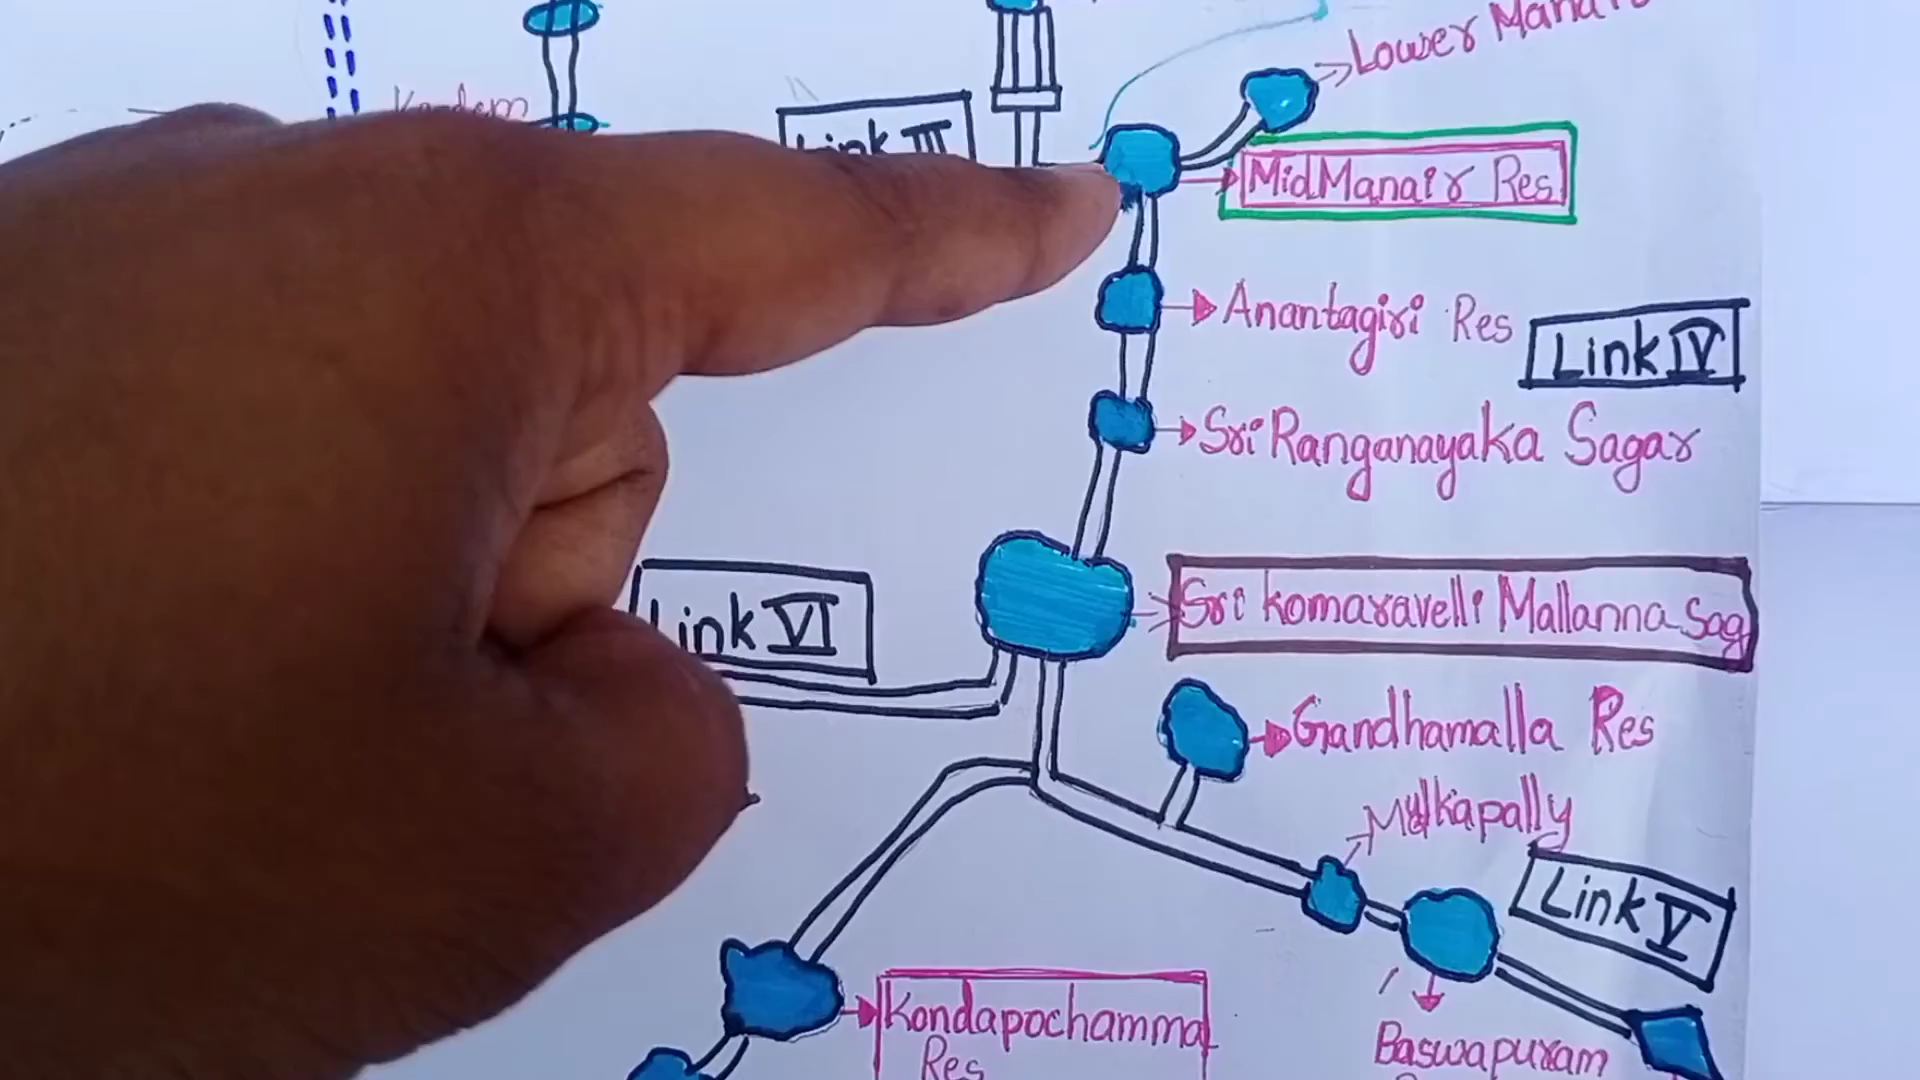 Lower Manair
Link III
MidManair Res
Anantagiri Res
Link IV
Sri Ranganayaka Sagar
Link VI
Sri komaravelli Mallanna Sag
Gandhamalla Res
Mulkapally
Link V
Kondapochamma
Res
Baswapuram